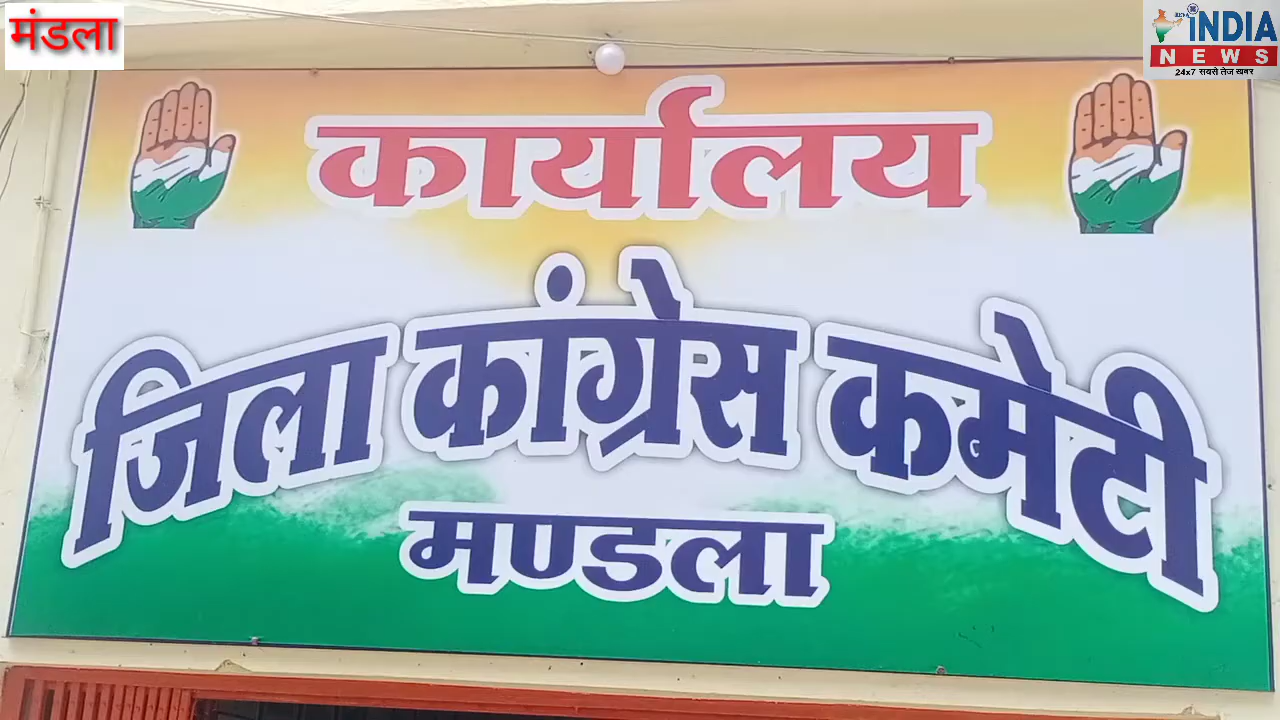 मंडला
INDIA
NEWS
24x7 सबसे तेज खबर
कार्यालय
जिला कांग्रेस कमेटी
मण्डला